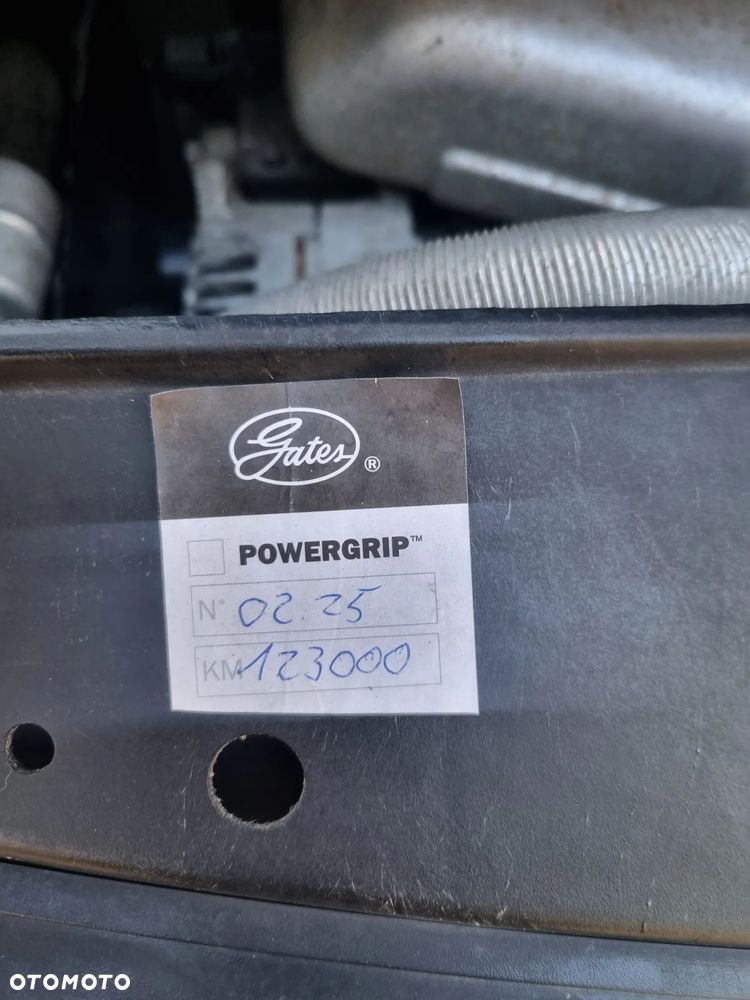 Gates ®
POWERGRIP™
N° 02.25
KM 123000
OTOMOTO